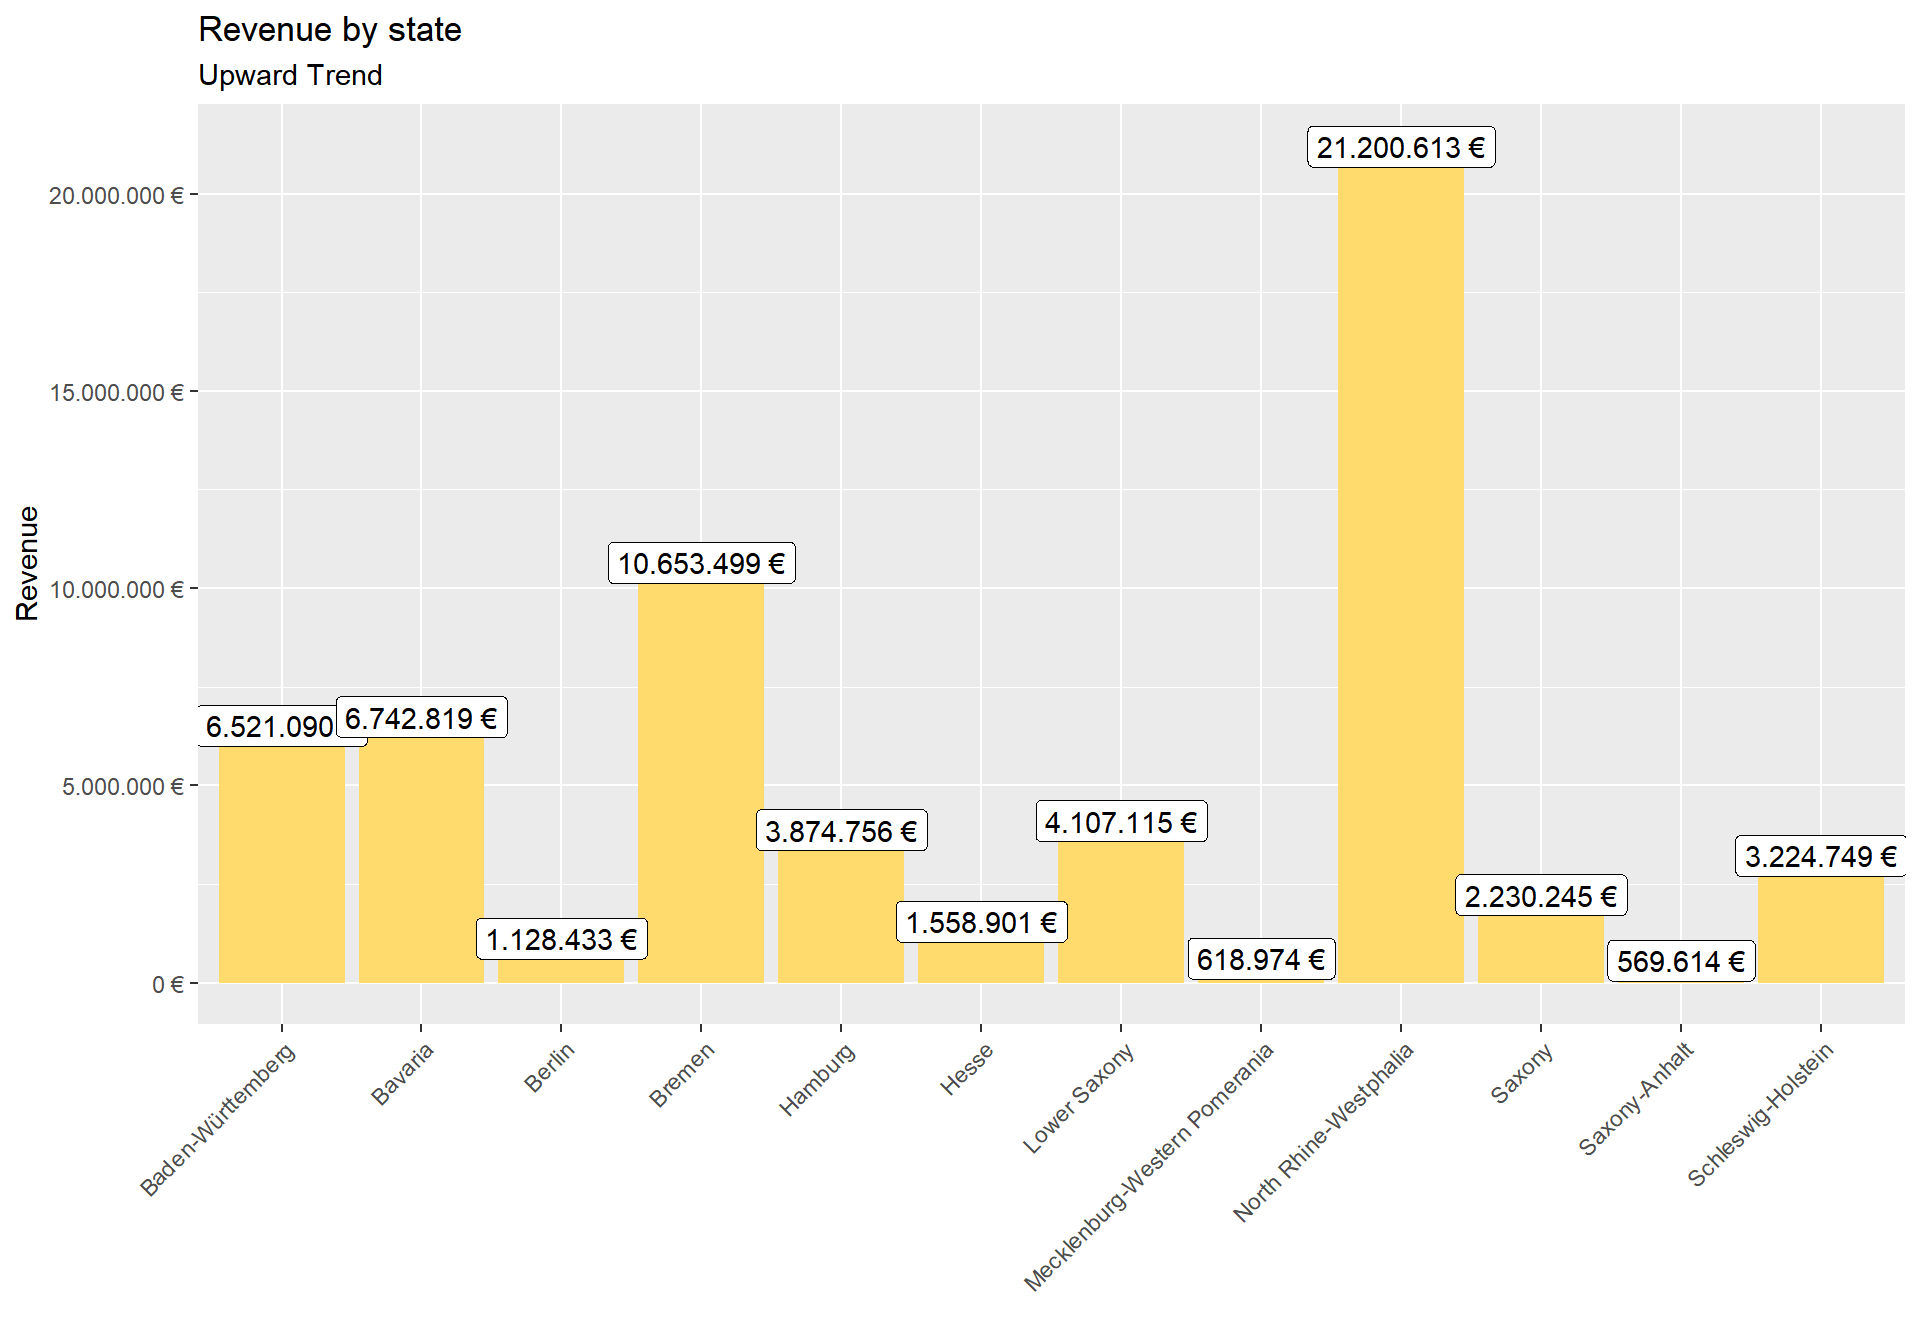 Revenue by state
Upward Trend
Revenue
20.000.000 €
15.000.000 €
10.000.000 €
5.000.000 €
0 €
6.521.090
6.742.819 €
1.128.433 €
10.653.499 €
3.874.756 €
1.558.901 €
4.107.115 €
618.974 €
21.200.613 €
2.230.245 €
569.614 €
3.224.749 €
Baden-Württemberg
Bavaria
Berlin
Bremen
Hamburg
Hesse
Lower Saxony
Mecklenburg-Western Pomerania
North Rhine-Westphalia
Saxony
Saxony-Anhalt
Schleswig-Holstein